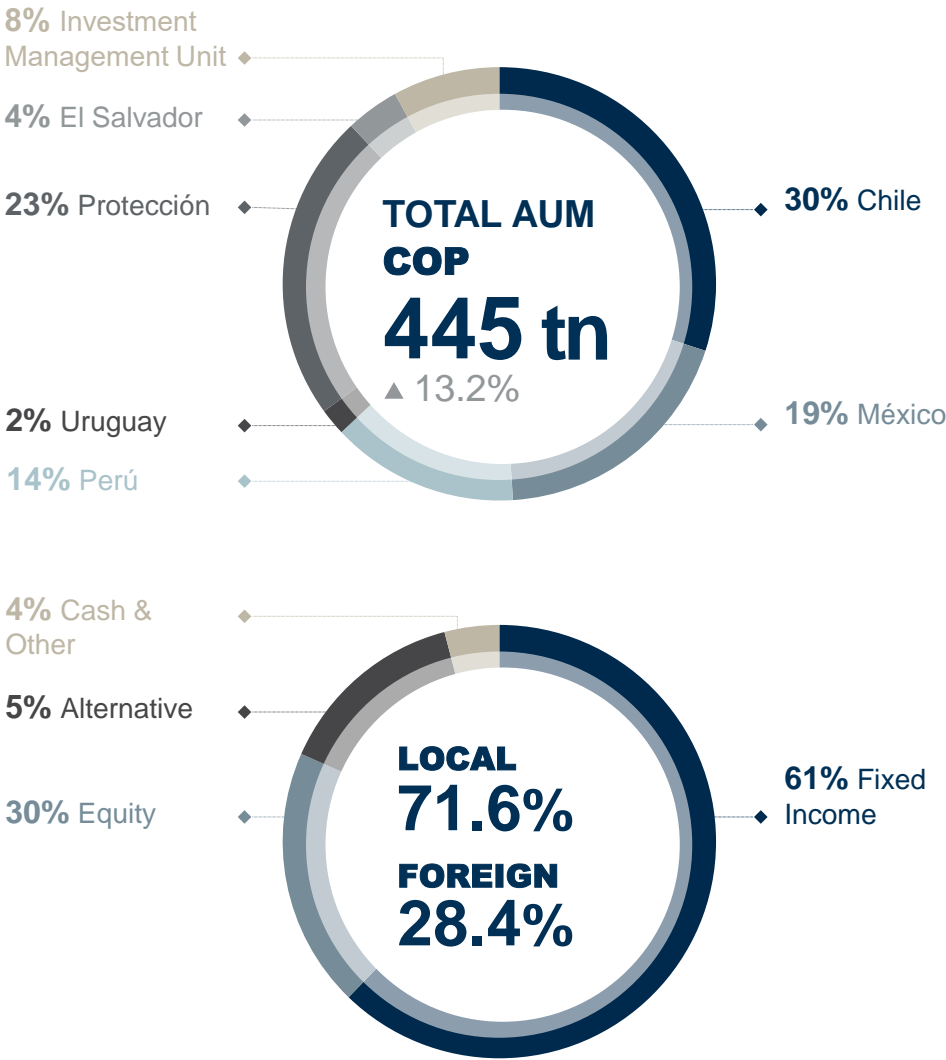 8% Investment
Management Unit
4% El Salvador
23% Protección
2% Uruguay
14% Perú
TOTAL AUM
COP
445 tn
▲ 13.2%
30% Chile
19% México
4% Cash &
Other
5% Alternative
30% Equity
LOCAL
71.6%
FOREIGN
28.4%
61% Fixed
Income